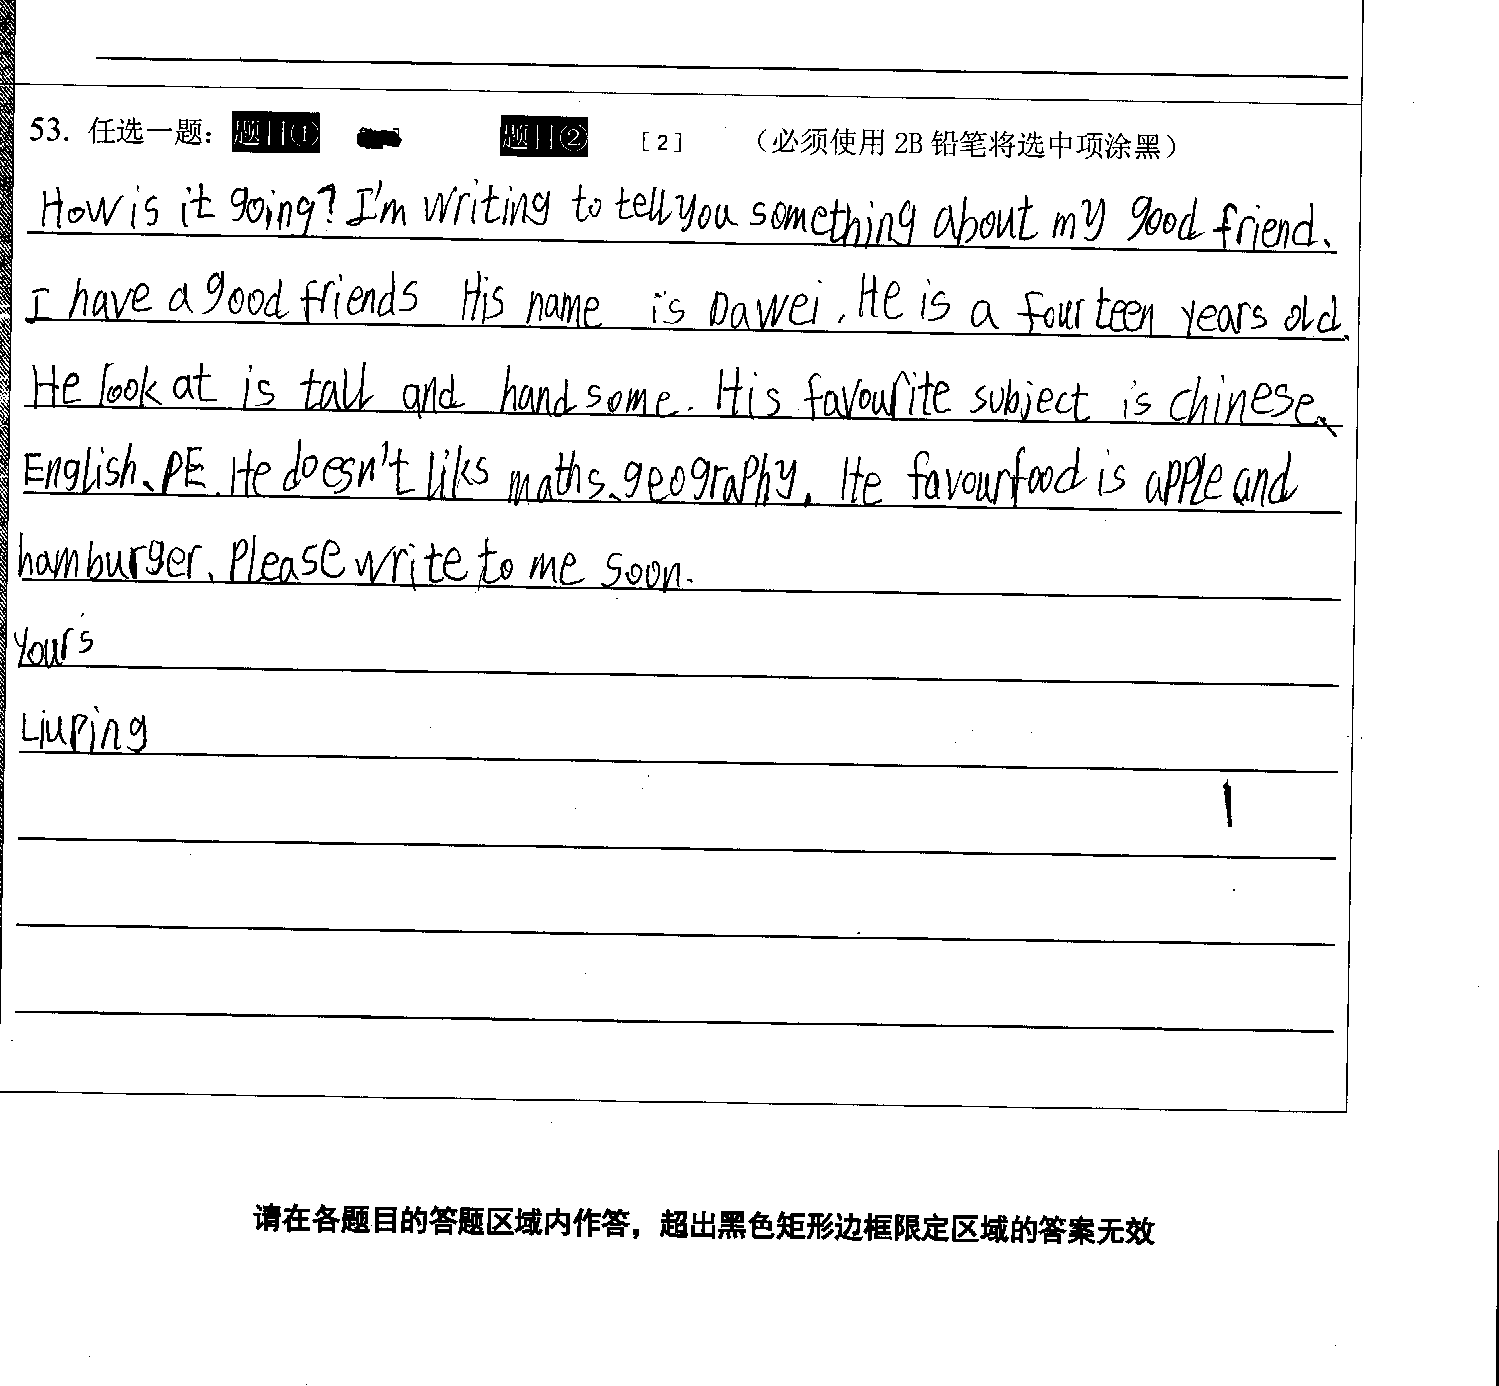 53. 任选一题: 题目① 题目② [2] (必须使用 2B 铅笔将选中项涂黑)
How is it going? I'm writing to tell you something about my good friend.
I have a good friends His name is Dawei. He is a fourteen years old.
He look at is tall and handsome. His favourite subject is chinese、
English、PE. He doesn't liks maths、geography. He favourfood is apple and
hamburger. Please write to me soon.
Yours
Liuping
请在各题目的答题区域内作答，超出黑色矩形边框限定区域的答案无效